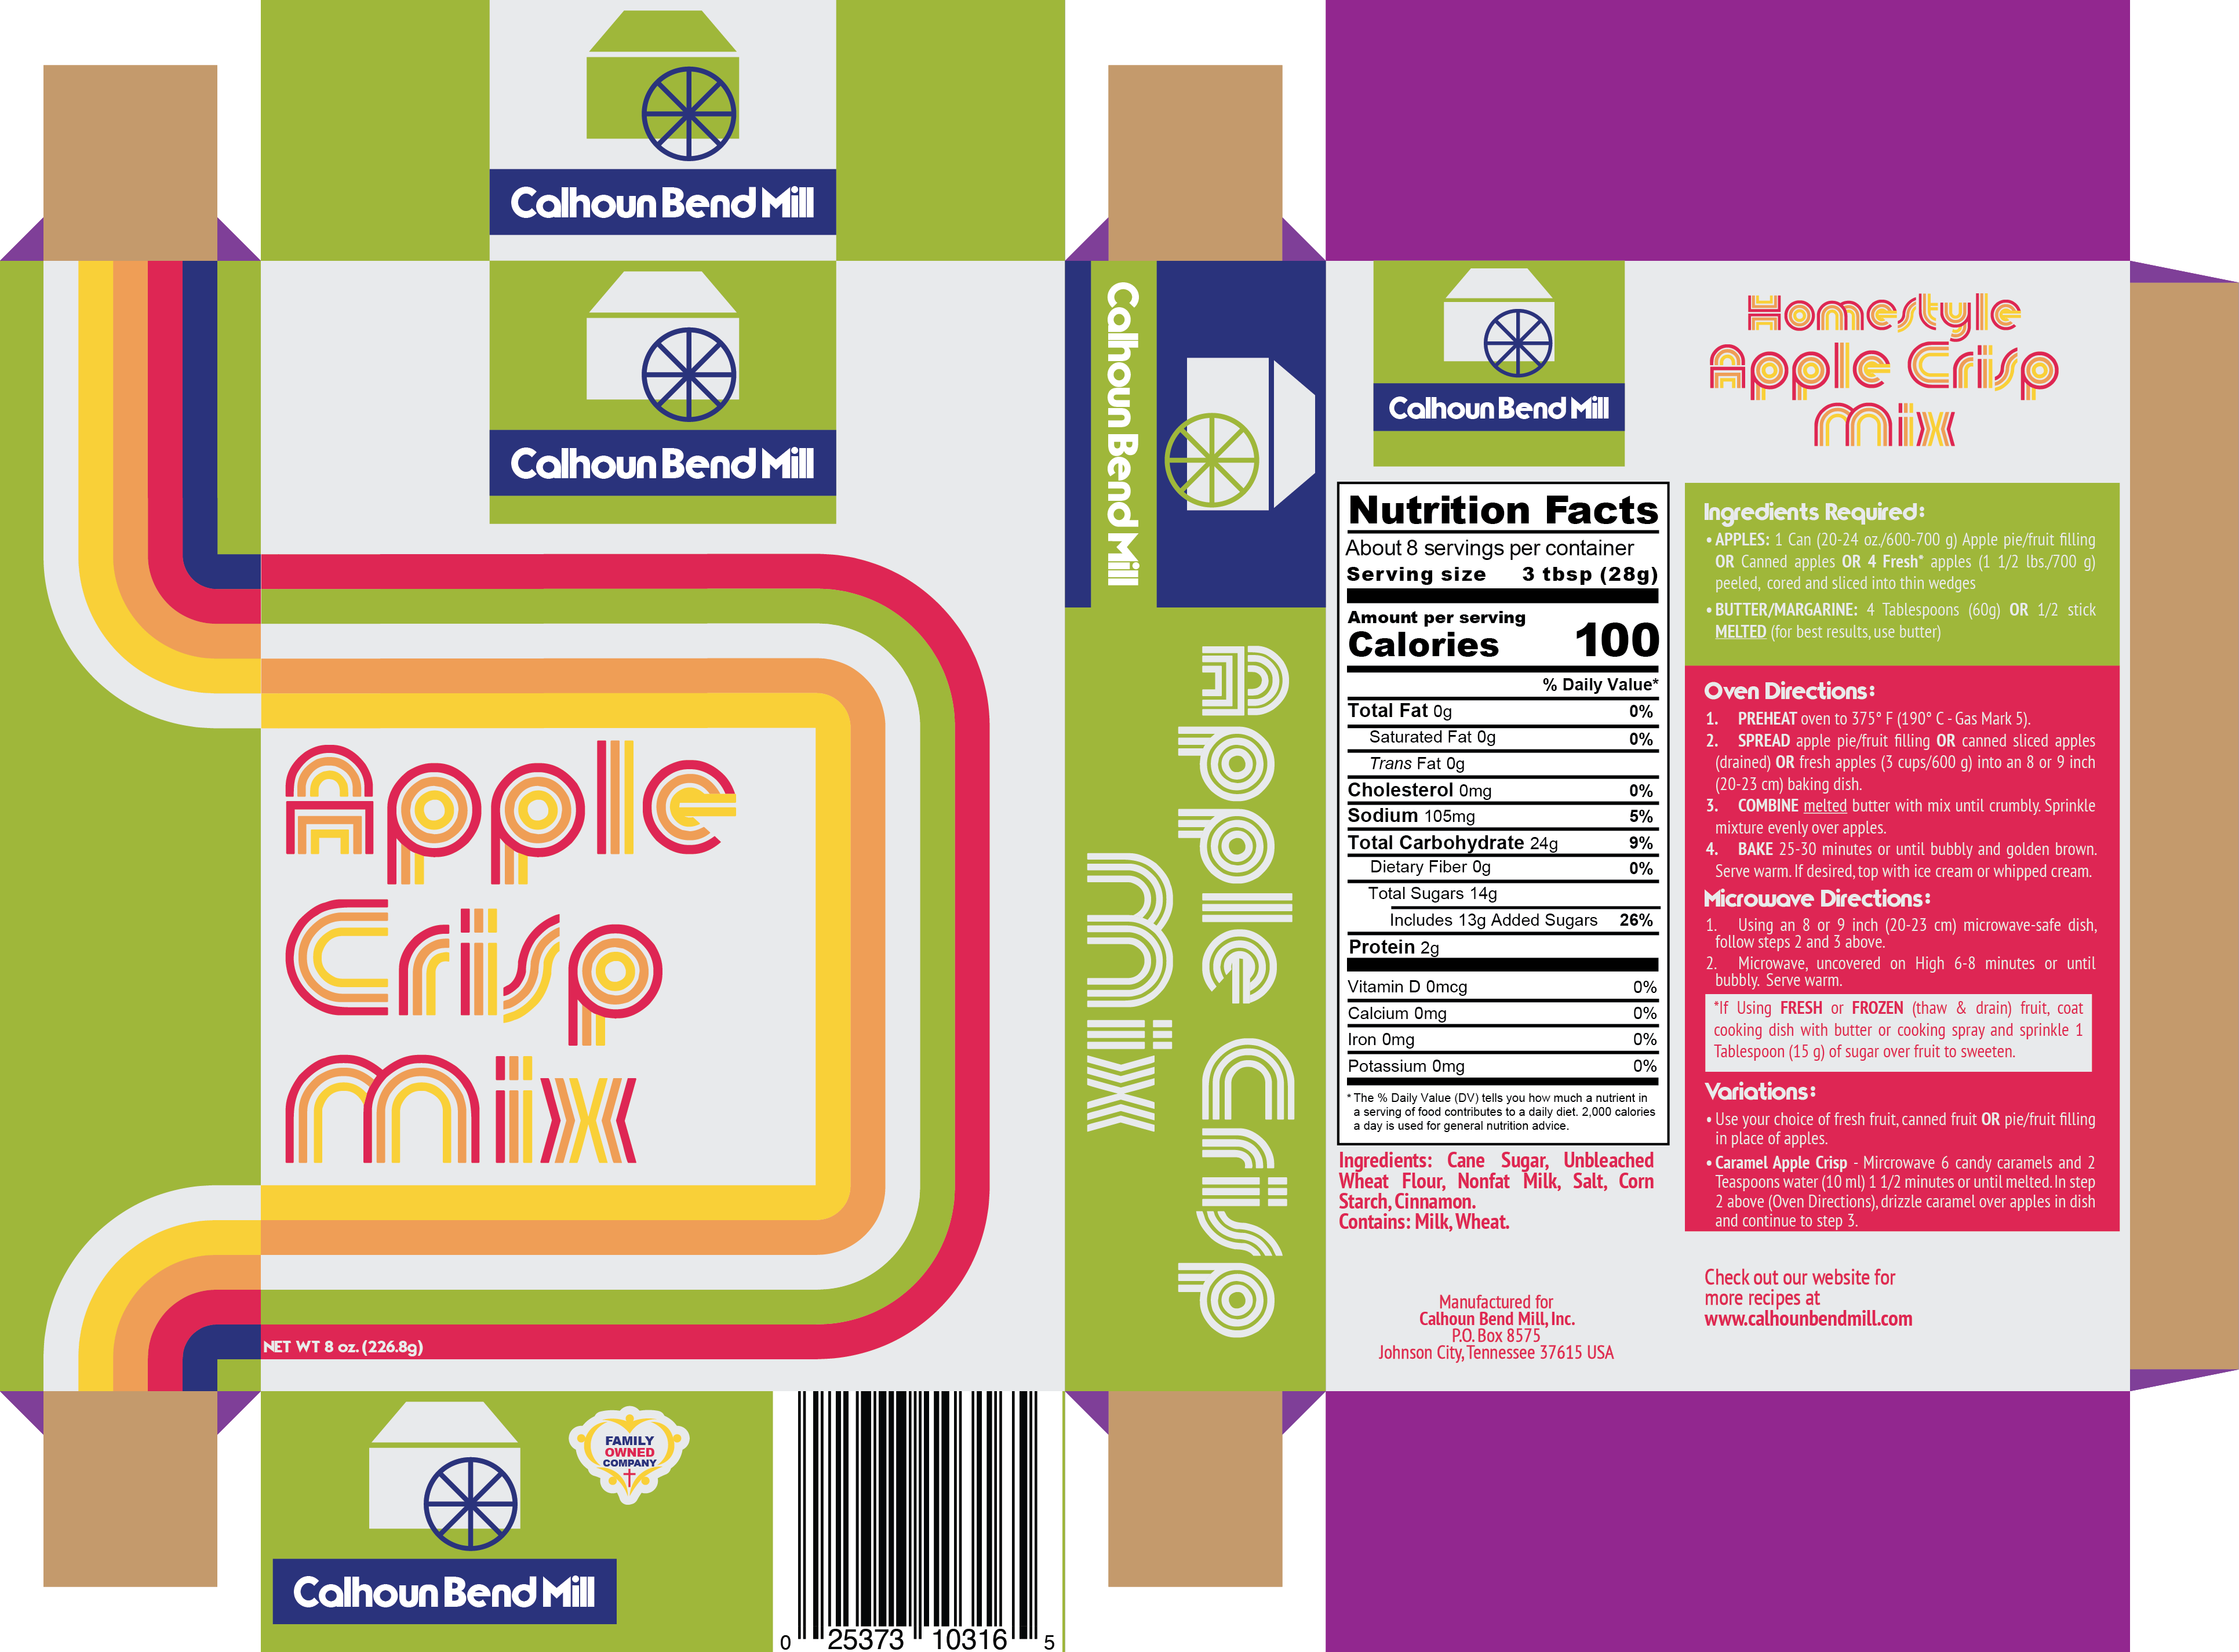 Calhoun Bend Mill
Calhoun Bend Mill
Apple
Crisp
Mix
NET WT 8 oz. (226.8g)
Calhoun Bend Mill
FAMILY
OWNED
COMPANY
0 25373 10316 5
Calhoun Bend Mill
Apple Crisp
Mix
Calhoun Bend Mill
Homestyle
Apple Crisp
Mix
Nutrition Facts
About 8 servings per container
Serving size 3 tbsp (28g)
Amount per serving
Calories 100
% Daily Value*
Total Fat 0g 0%
Saturated Fat 0g 0%
Trans Fat 0g
Cholesterol 0mg 0%
Sodium 105mg 5%
Total Carbohydrate 24g 9%
Dietary Fiber 0g 0%
Total Sugars 14g
Includes 13g Added Sugars 26%
Protein 2g
Vitamin D 0mcg 0%
Calcium 0mg 0%
Iron 0mg 0%
Potassium 0mg 0%
* The % Daily Value (DV) tells you how much a nutrient in
a serving of food contributes to a daily diet. 2,000 calories
a day is used for general nutrition advice.
Ingredients: Cane Sugar, Unbleached
Wheat Flour, Nonfat Milk, Salt, Corn
Starch, Cinnamon.
Contains: Milk, Wheat.
Manufactured for
Calhoun Bend Mill, Inc.
P.O. Box 8575
Johnson City, Tennessee 37615 USA
Ingredients Required:
• APPLES: 1 Can (20-24 oz./600-700 g) Apple pie/fruit filling
OR Canned apples OR 4 Fresh* apples (1 1/2 lbs./700 g)
peeled, cored and sliced into thin wedges
• BUTTER/MARGARINE: 4 Tablespoons (60g) OR 1/2 stick
MELTED (for best results, use butter)
Oven Directions:
1. PREHEAT oven to 375° F (190° C - Gas Mark 5).
2. SPREAD apple pie/fruit filling OR canned sliced apples
(drained) OR fresh apples (3 cups/600 g) into an 8 or 9 inch
(20-23 cm) baking dish.
3. COMBINE melted butter with mix until crumbly. Sprinkle
mixture evenly over apples.
4. BAKE 25-30 minutes or until bubbly and golden brown.
Serve warm. If desired, top with ice cream or whipped cream.
Microwave Directions:
1. Using an 8 or 9 inch (20-23 cm) microwave-safe dish,
follow steps 2 and 3 above.
2. Microwave, uncovered on High 6-8 minutes or until
bubbly. Serve warm.
*If Using FRESH or FROZEN (thaw & drain) fruit, coat
cooking dish with butter or cooking spray and sprinkle 1
Tablespoon (15 g) of sugar over fruit to sweeten.
Variations:
• Use your choice of fresh fruit, canned fruit OR pie/fruit filling
in place of apples.
• Caramel Apple Crisp - Mircrowave 6 candy caramels and 2
Teaspoons water (10 ml) 1 1/2 minutes or until melted. In step
2 above (Oven Directions), drizzle caramel over apples in dish
and continue to step 3.
Check out our website for
more recipes at
www.calhounbendmill.com